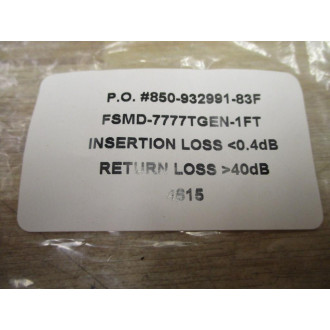 P.O. #850-932991-83F
FSMD-7777TGEN-1FT
INSERTION LOSS <0.4dB
RETURN LOSS >40dB